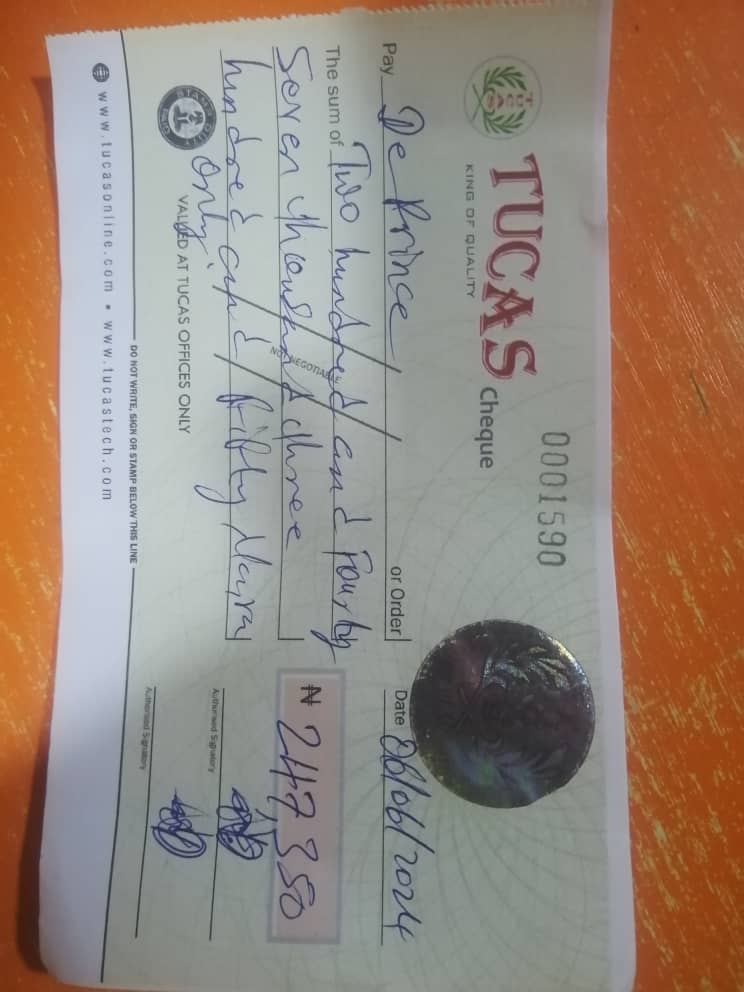 0001590
TUCAS Cheque
KING OF QUALITY
Pay De Prince or Order Date 06/06/2024
The sum of Two hundred and Fourty
Seven thousand three
hundred and fifty Naira
only
₦ 247,350
NOT NEGOTIABLE
STAMP DUTY
VALUED AT TUCAS OFFICES ONLY
Authorised Signatory
Authorised Signatory
DO NOT WRITE, SIGN OR STAMP BELOW THIS LINE
www.tucasonline.com • www.tucastech.com